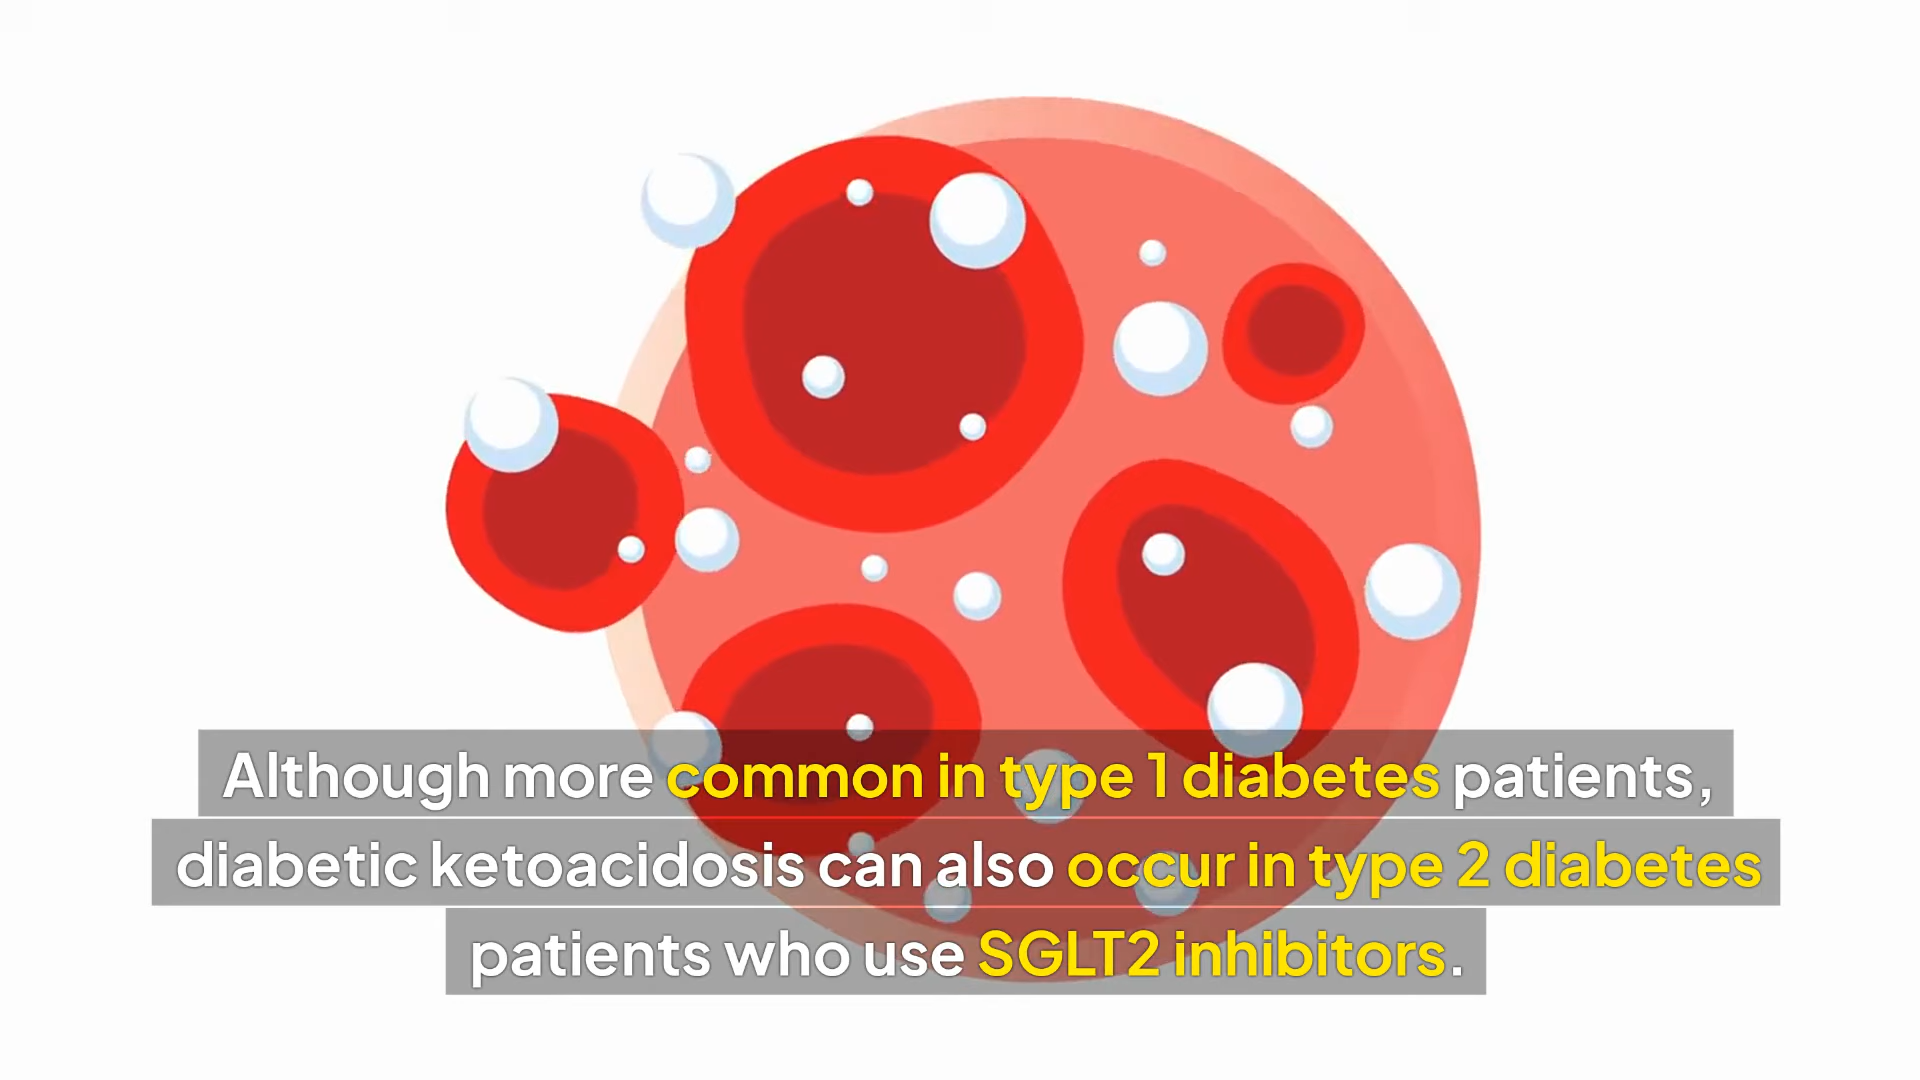 Although more common in type 1 diabetes patients,
diabetic ketoacidosis can also occur in type 2 diabetes
patients who use SGLT2 inhibitors.